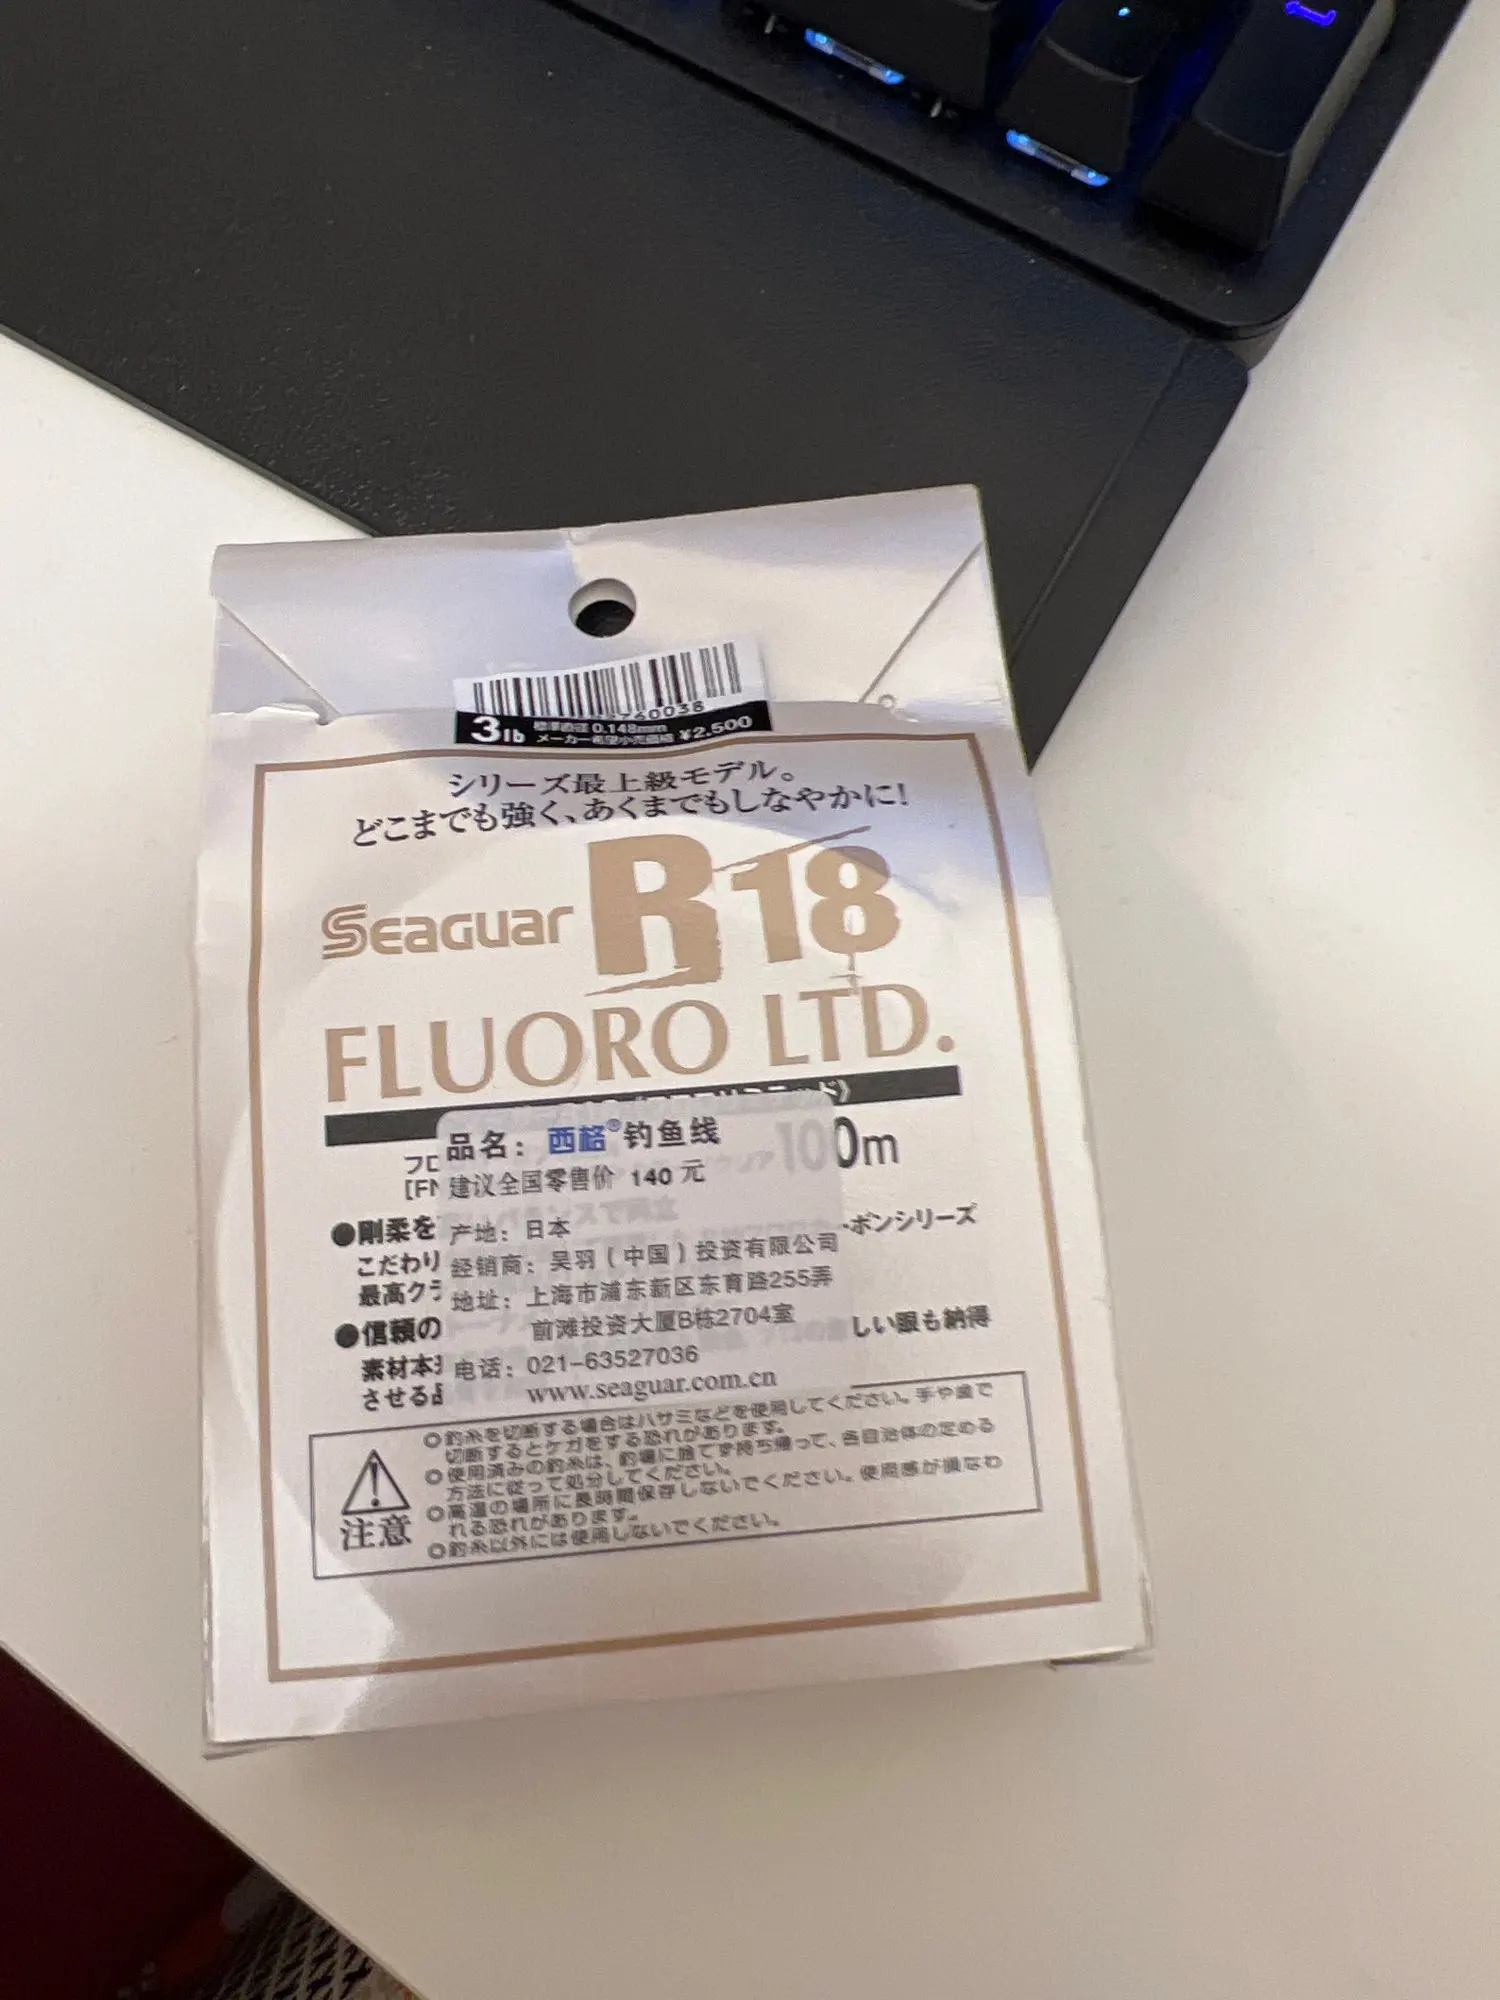 760038
3lb 標準直径 0.148mm
メーカー希望小売価格 ¥2,500
シリーズ最上級モデル。
どこまでも強く、あくまでもしなやかに!
Seaguar R18
FLUORO LTD.
品名: 西格®钓鱼线
100m
建议全国零售价 140 元
产地: 日本
经销商: 吴羽(中国)投资有限公司
地址: 上海市浦东新区东育路255弄
前滩投资大厦B栋2704室
电话: 021-63527036
www.seaguar.com.cn
フロ
[FN
●剛柔を
ボンシリーズ
こだわり
最高クラ
●信頼の
しい眼も納得
素材本来
させる品
注意
◎釣糸を切断する場合はハサミなどを使用してください。手や歯で
切断するとケガをする恐れがあります。
◎使用済みの釣糸は、釣場に捨てず持ち帰って、各自治体の定める
方法に従って処分してください。
◎高温の場所に長時間保存しないでください。使用感が損なわ
れる恐れがあります。
◎釣糸以外には使用しないでください。